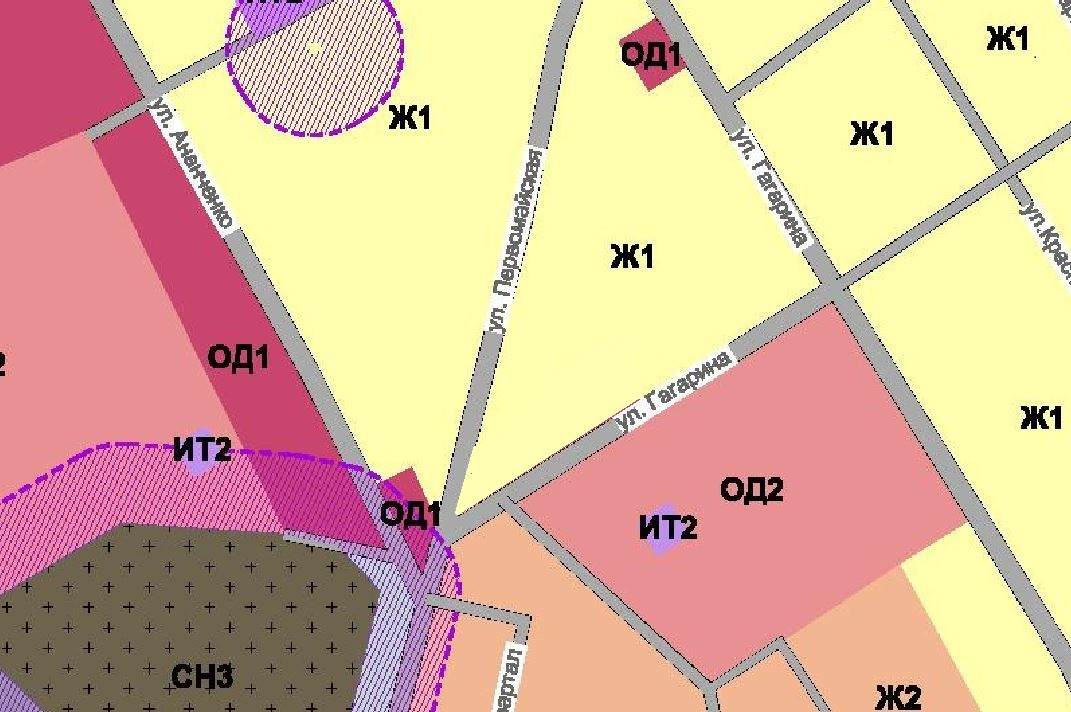 Ж1
ОД1
Ж1
Ж1
ул. Ананченко
ул. Первомайская
ул. Гагарина
Ж1
ОД1
ул. Гагарина
Ж1
ИТ2
ОД2
ОД1
ИТ2
СН3
Ж2